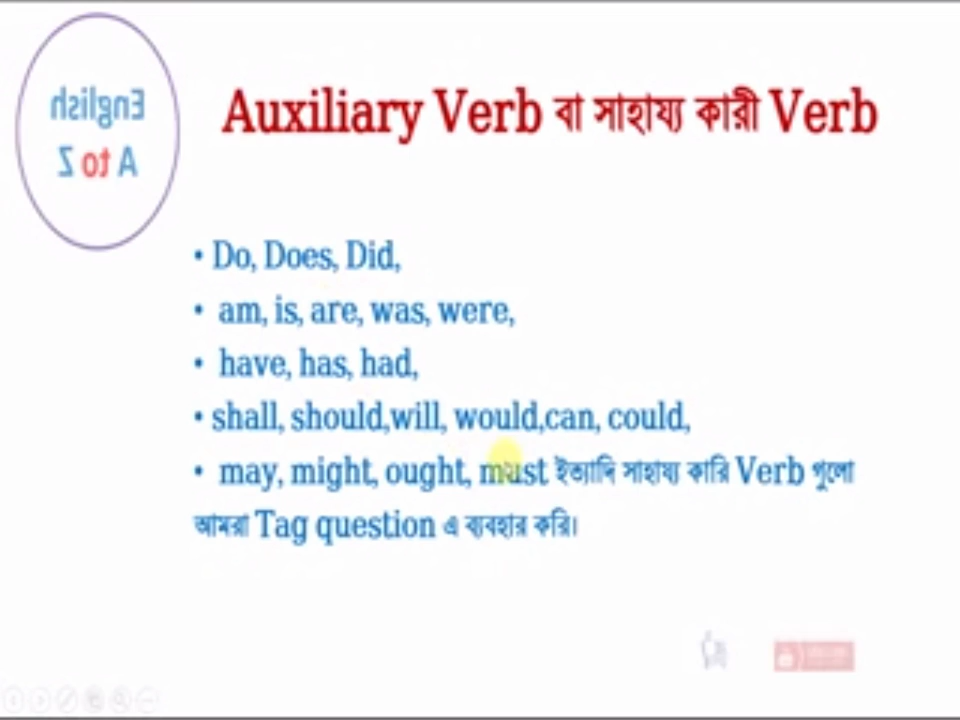 English
A to Z
Auxiliary Verb বা সাহায্য কারী Verb
• Do, Does, Did,
• am, is, are, was, were,
• have, has, had,
• shall, should,will, would,can, could,
• may, might, ought, must ইত্যাদি সাহায্য কারি Verb গুলো
আমরা Tag question এ ব্যবহার করি।